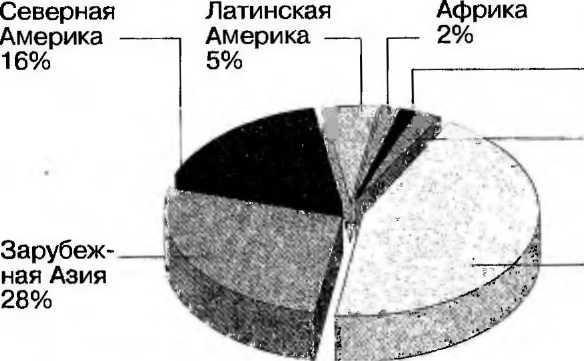 Северная
Америка
16%
Латинская
Америка
5%
Африка
2%
Зарубеж-
ная Азия
28%